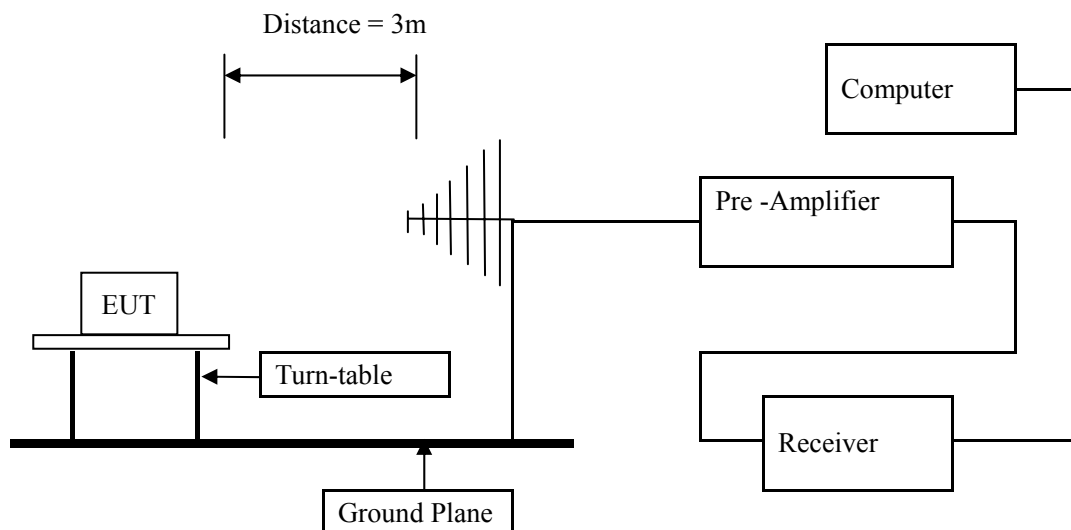 Distance = 3m
Computer
Pre -Amplifier
EUT
Turn-table
Receiver
Ground Plane